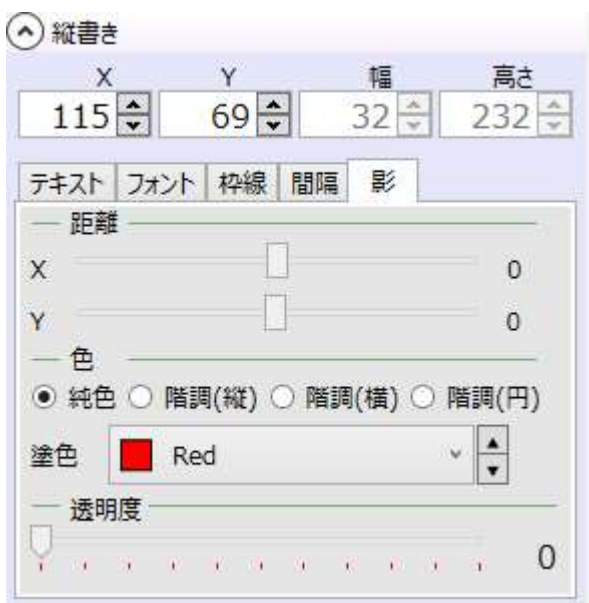 縦書き
X Y 幅 高さ
115 69 32 232
テキスト フォント 枠線 間隔 影
距離
X 0
Y 0
色
純色 階調(縦) 階調(横) 階調(円)
塗色 Red
透明度
0